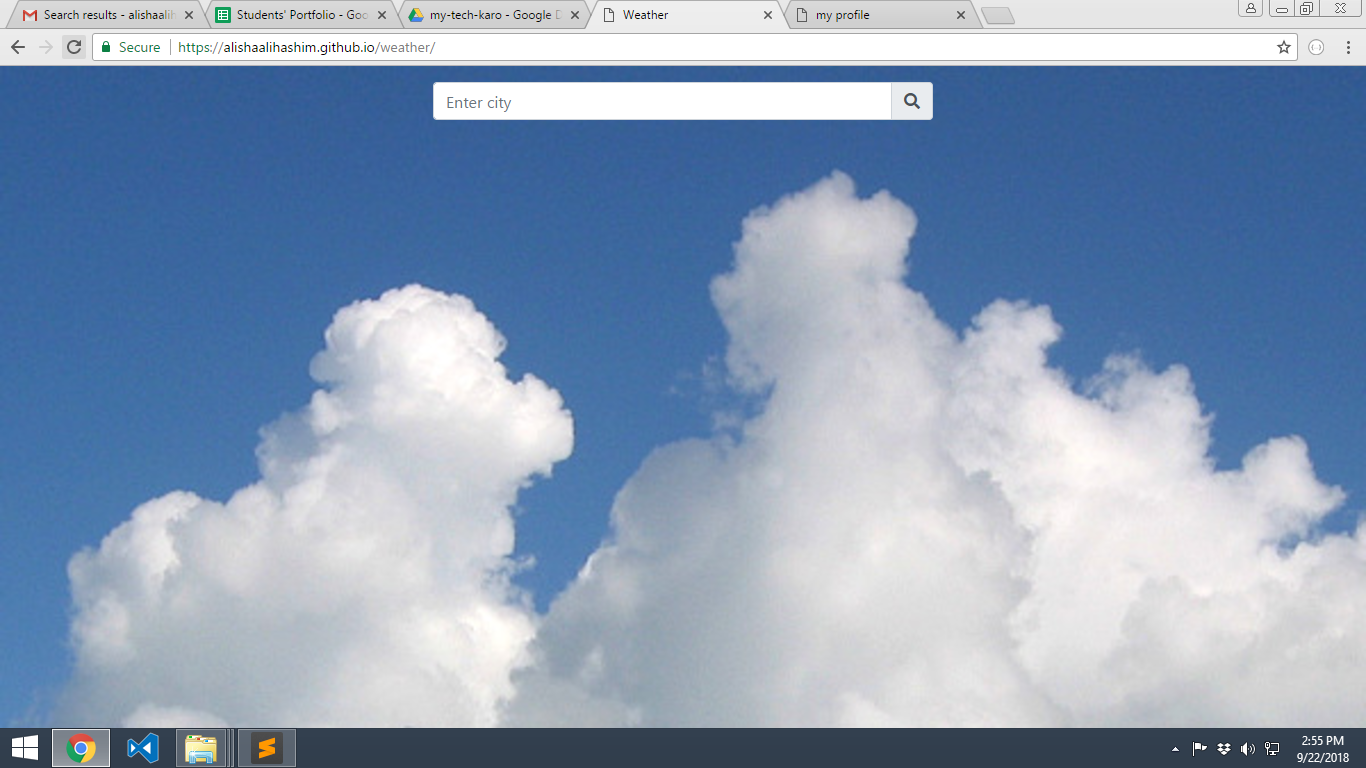 Search results - alishaalih
Students' Portfolio - Goo
my-tech-karo - Google D
Weather
my profile
Secure
https://alishaalihashim.github.io/weather/
Enter city
2:55 PM
9/22/2018